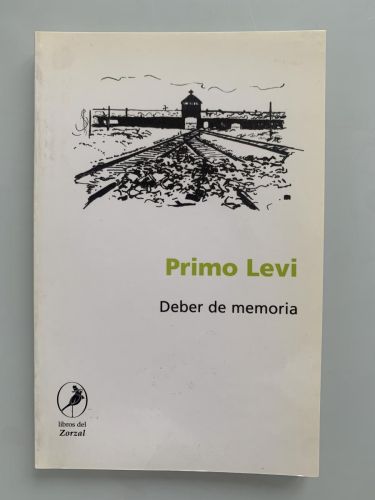 Primo Levi
Deber de memoria
libros del
Zorzal